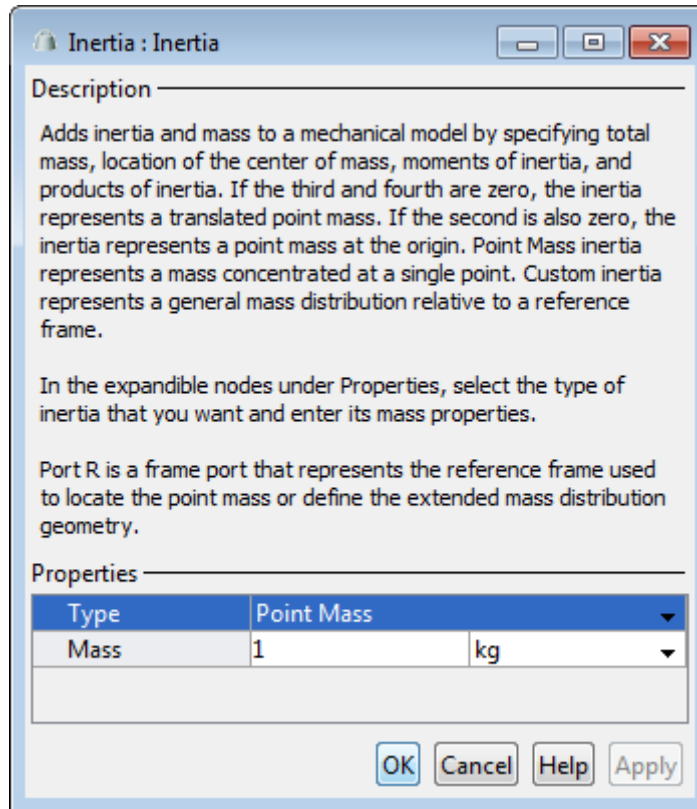 Inertia : Inertia
Description
Adds inertia and mass to a mechanical model by specifying total
mass, location of the center of mass, moments of inertia, and
products of inertia. If the third and fourth are zero, the inertia
represents a translated point mass. If the second is also zero, the
inertia represents a point mass at the origin. Point Mass inertia
represents a mass concentrated at a single point. Custom inertia
represents a general mass distribution relative to a reference
frame.
In the expandible nodes under Properties, select the type of
inertia that you want and enter its mass properties.
Port R is a frame port that represents the reference frame used
to locate the point mass or define the extended mass distribution
geometry.
Properties
Type Point Mass
Mass 1 kg
OK Cancel Help Apply